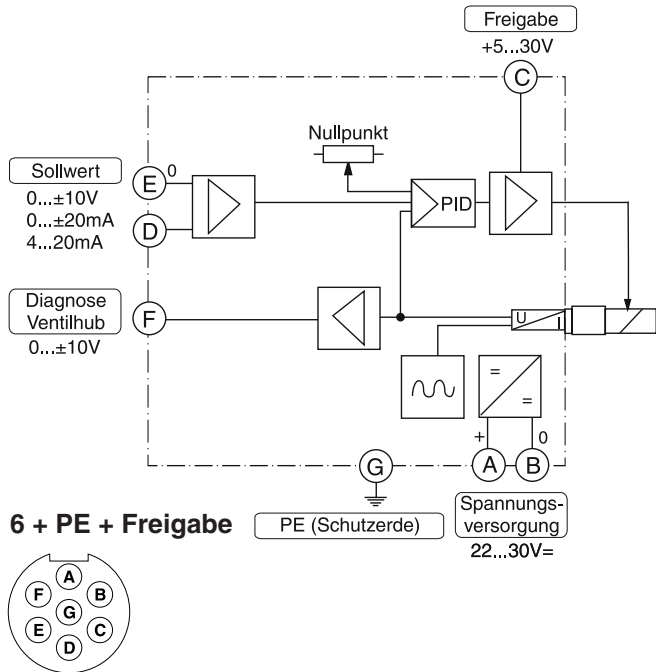 Freigabe
+5...30V
C
Nullpunkt
Sollwert
0...±10V
0...±20mA
4...20mA
E 0
D
PID
Diagnose
Ventilhub
0...±10V
F
U
I
=
=
+ 0
G
A
B
6 + PE + Freigabe
PE (Schutzerde)
Spannungs-
versorgung
22...30V=
A
F
B
G
E
C
D